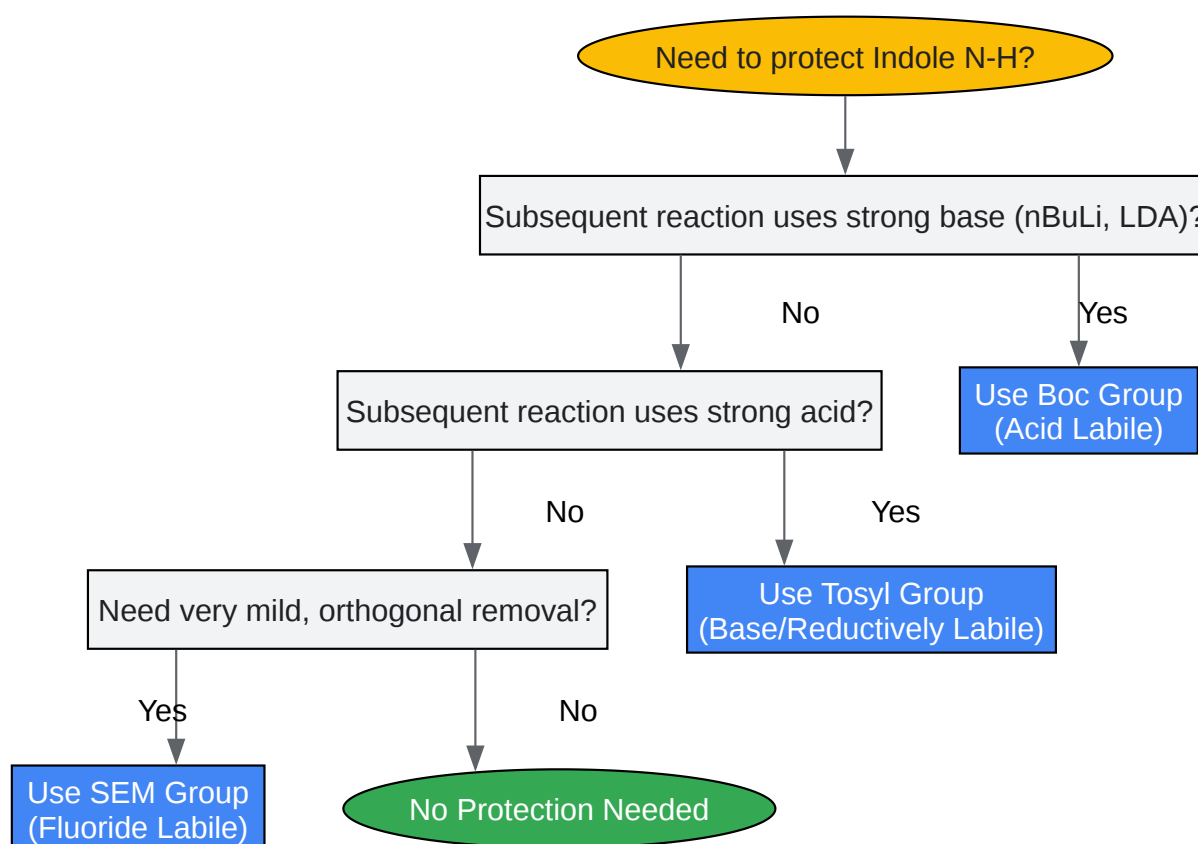 Need to protect Indole N-H?
Subsequent reaction uses strong base (nBuLi, LDA)?
No
Yes
Subsequent reaction uses strong acid?
Use Boc Group
(Acid Labile)
No
Yes
Need very mild, orthogonal removal?
Use Tosyl Group
(Base/Reductively Labile)
Yes
No
Use SEM Group
(Fluoride Labile)
No Protection Needed